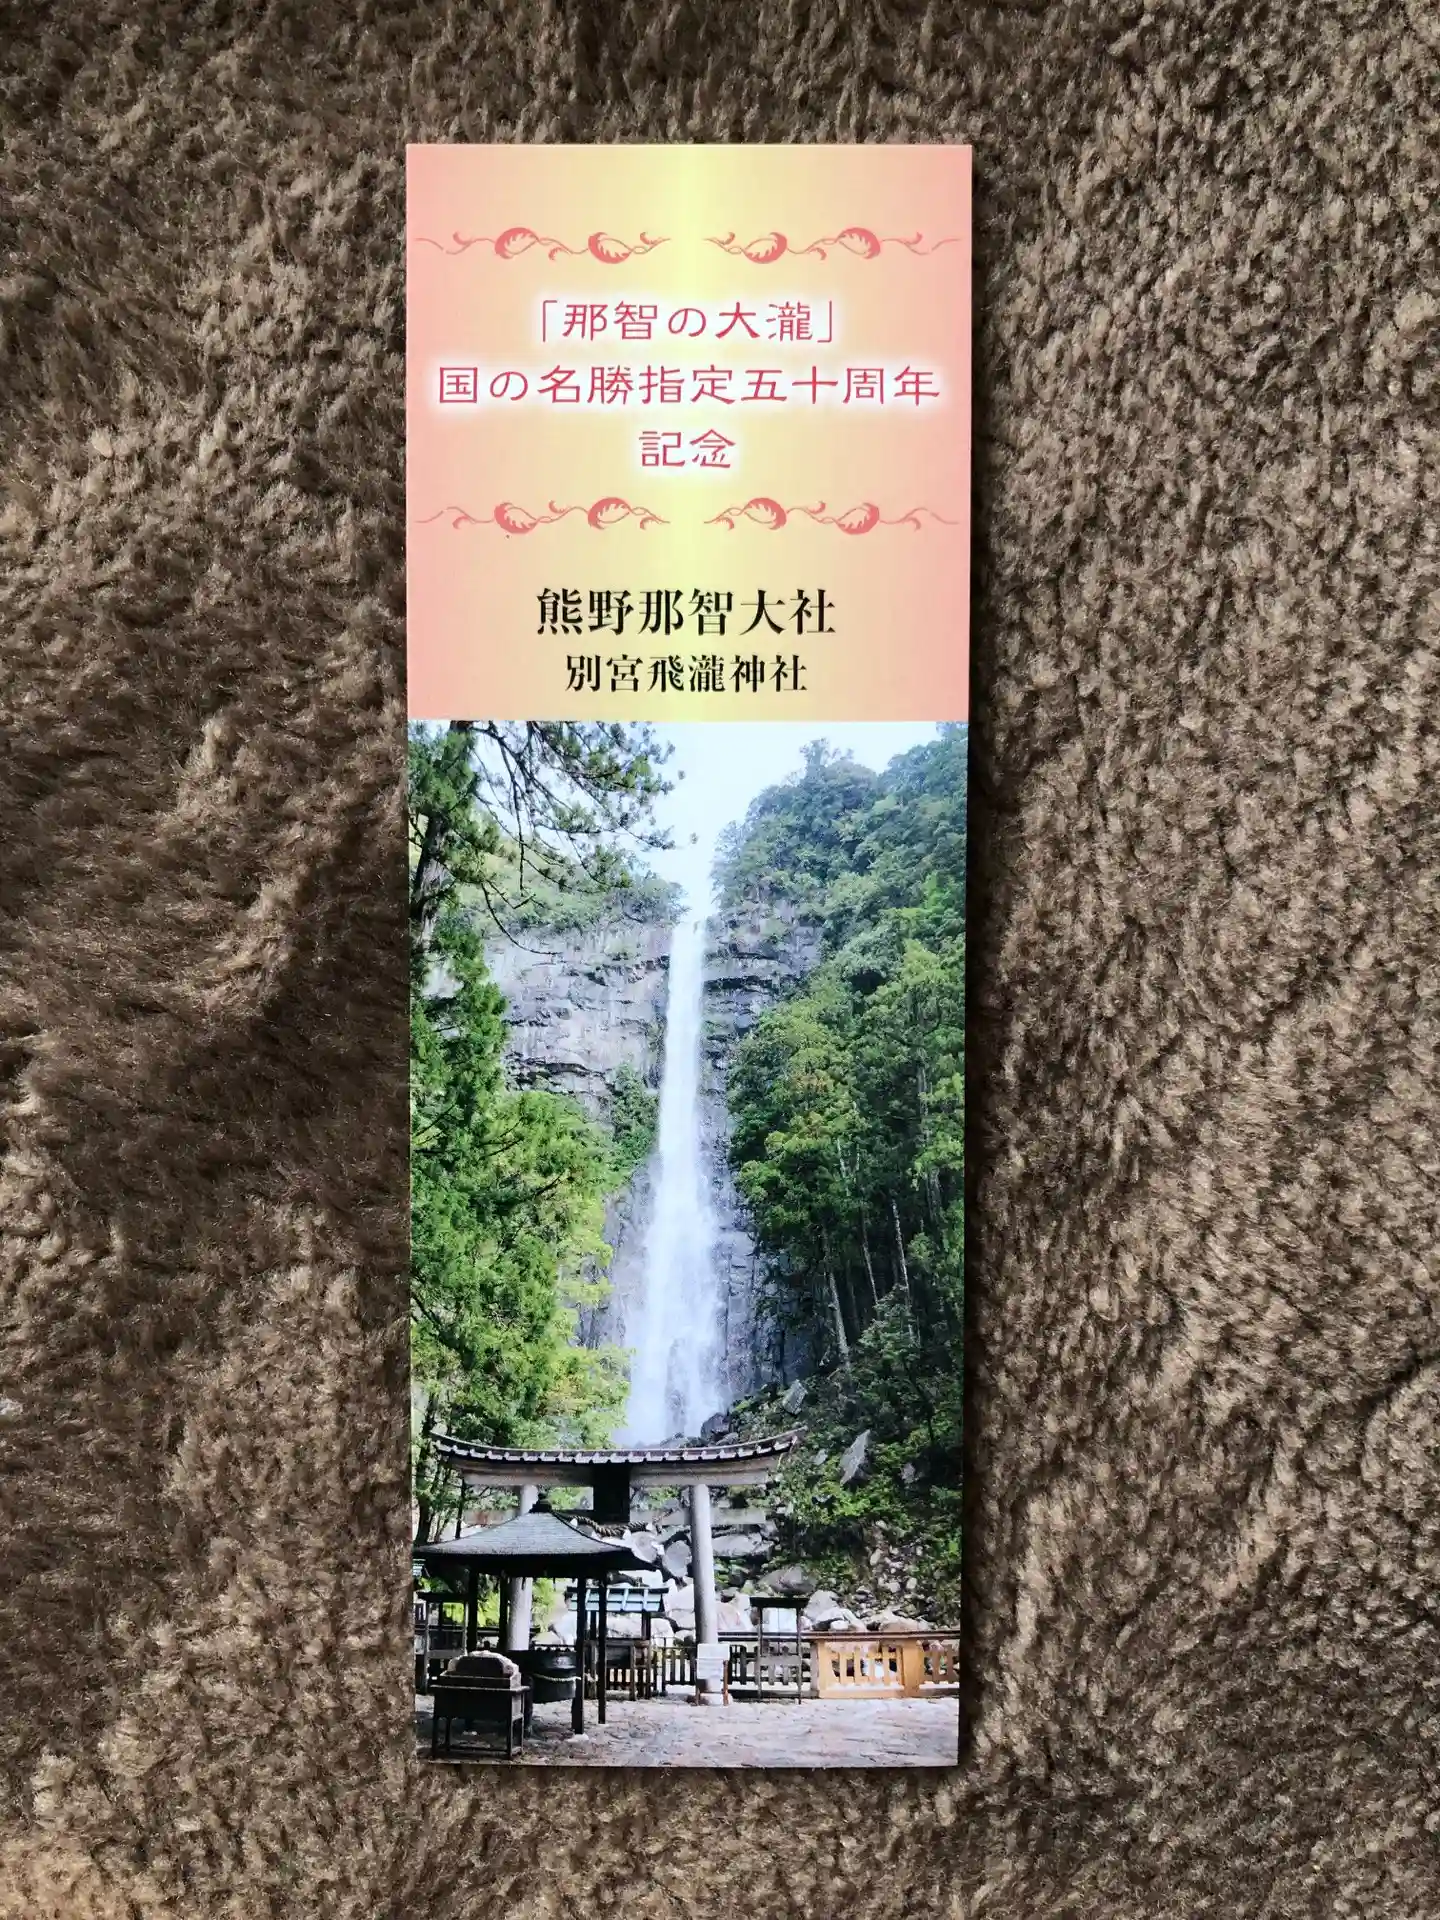 「那智の大瀧」
国の名勝指定五十周年
記念
熊野那智大社
別宮飛瀧神社